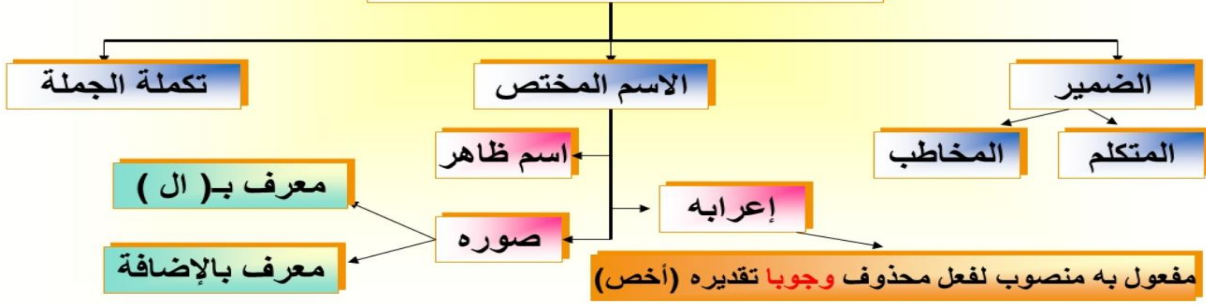 الضمير
الاسم المختص
تكملة الجملة
المتكلم
المخاطب
اسم ظاهر
إعرابه
صوره
معرف بـ( ال )
معرف بالإضافة
مفعول به منصوب لفعل محذوف وجوبا تقديره (أخص)